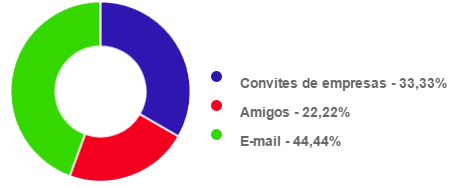 Convites de empresas - 33,33%
Amigos - 22,22%
E-mail - 44,44%